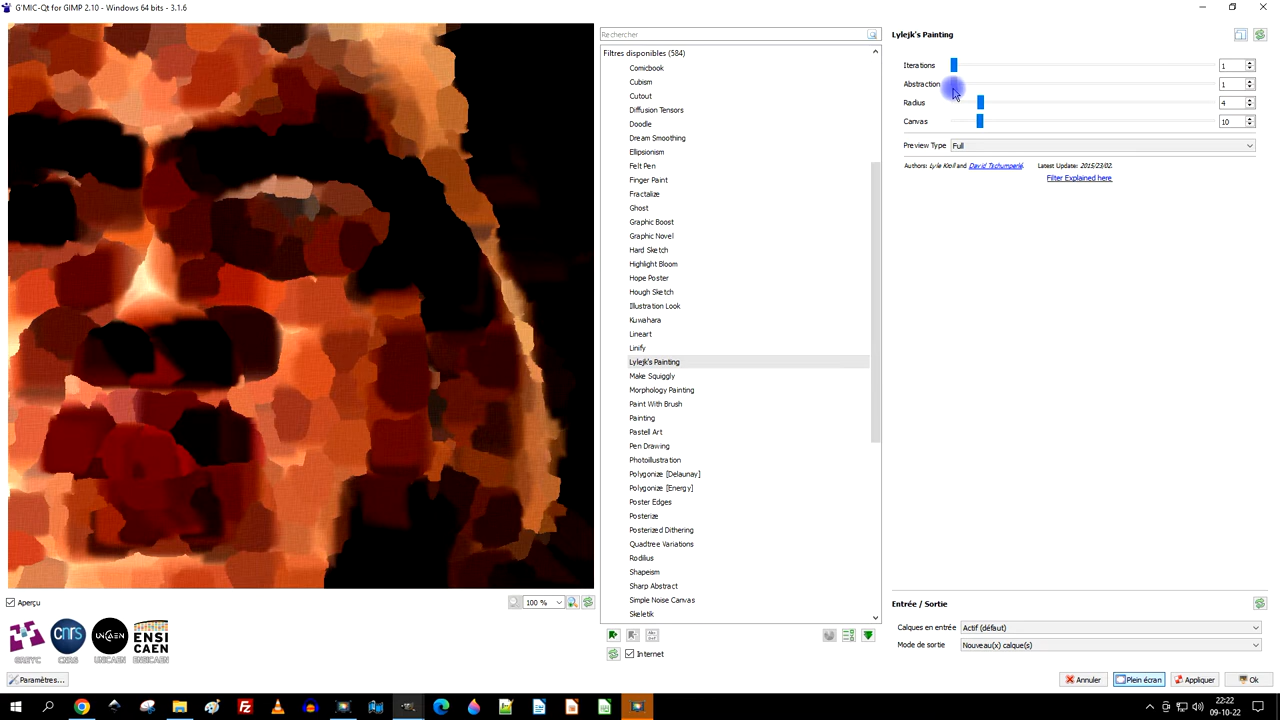 G'MIC-Qt for GIMP 2.10 - Windows 64 bits - 3.1.6
Rechercher
Filtres disponibles (584)
Comicbook
Cubism
Cutout
Diffusion Tensors
Doodle
Dream Smoothing
Ellipsionism
Felt Pen
Finger Paint
Fractalize
Ghost
Graphic Boost
Graphic Novel
Hard Sketch
Highlight Bloom
Hope Poster
Hough Sketch
Illustration Look
Kuwahara
Lineart
Linify
Lylejk's Painting
Make Squiggly
Morphology Painting
Paint With Brush
Painting
Pastell Art
Pen Drawing
Photoillustration
Polygonize [Delaunay]
Polygonize [Energy]
Poster Edges
Posterize
Posterized Dithering
Quadtree Variations
Rodilius
Shapeism
Sharp Abstract
Simple Noise Canvas
Skeletik
Internet
Lylejk's Painting
Iterations 1
Abstraction 1
Radius 4
Canvas 10
Preview Type Full
Authors: Lyle Kroll and David Tschumperlé. Latest Update: 2015/23/02.
Filter Explained here
Entrée / Sortie
Calques en entrée Actif (défaut)
Mode de sortie Nouveau(x) calque(s)
Aperçu
100 %
GREYC
CNRS
UNICAEN
UNICAEN
ENSI
CAEN
ENSICAEN
Paramètres...
Annuler
Plein écran
Appliquer
Ok
22:22
09-10-22